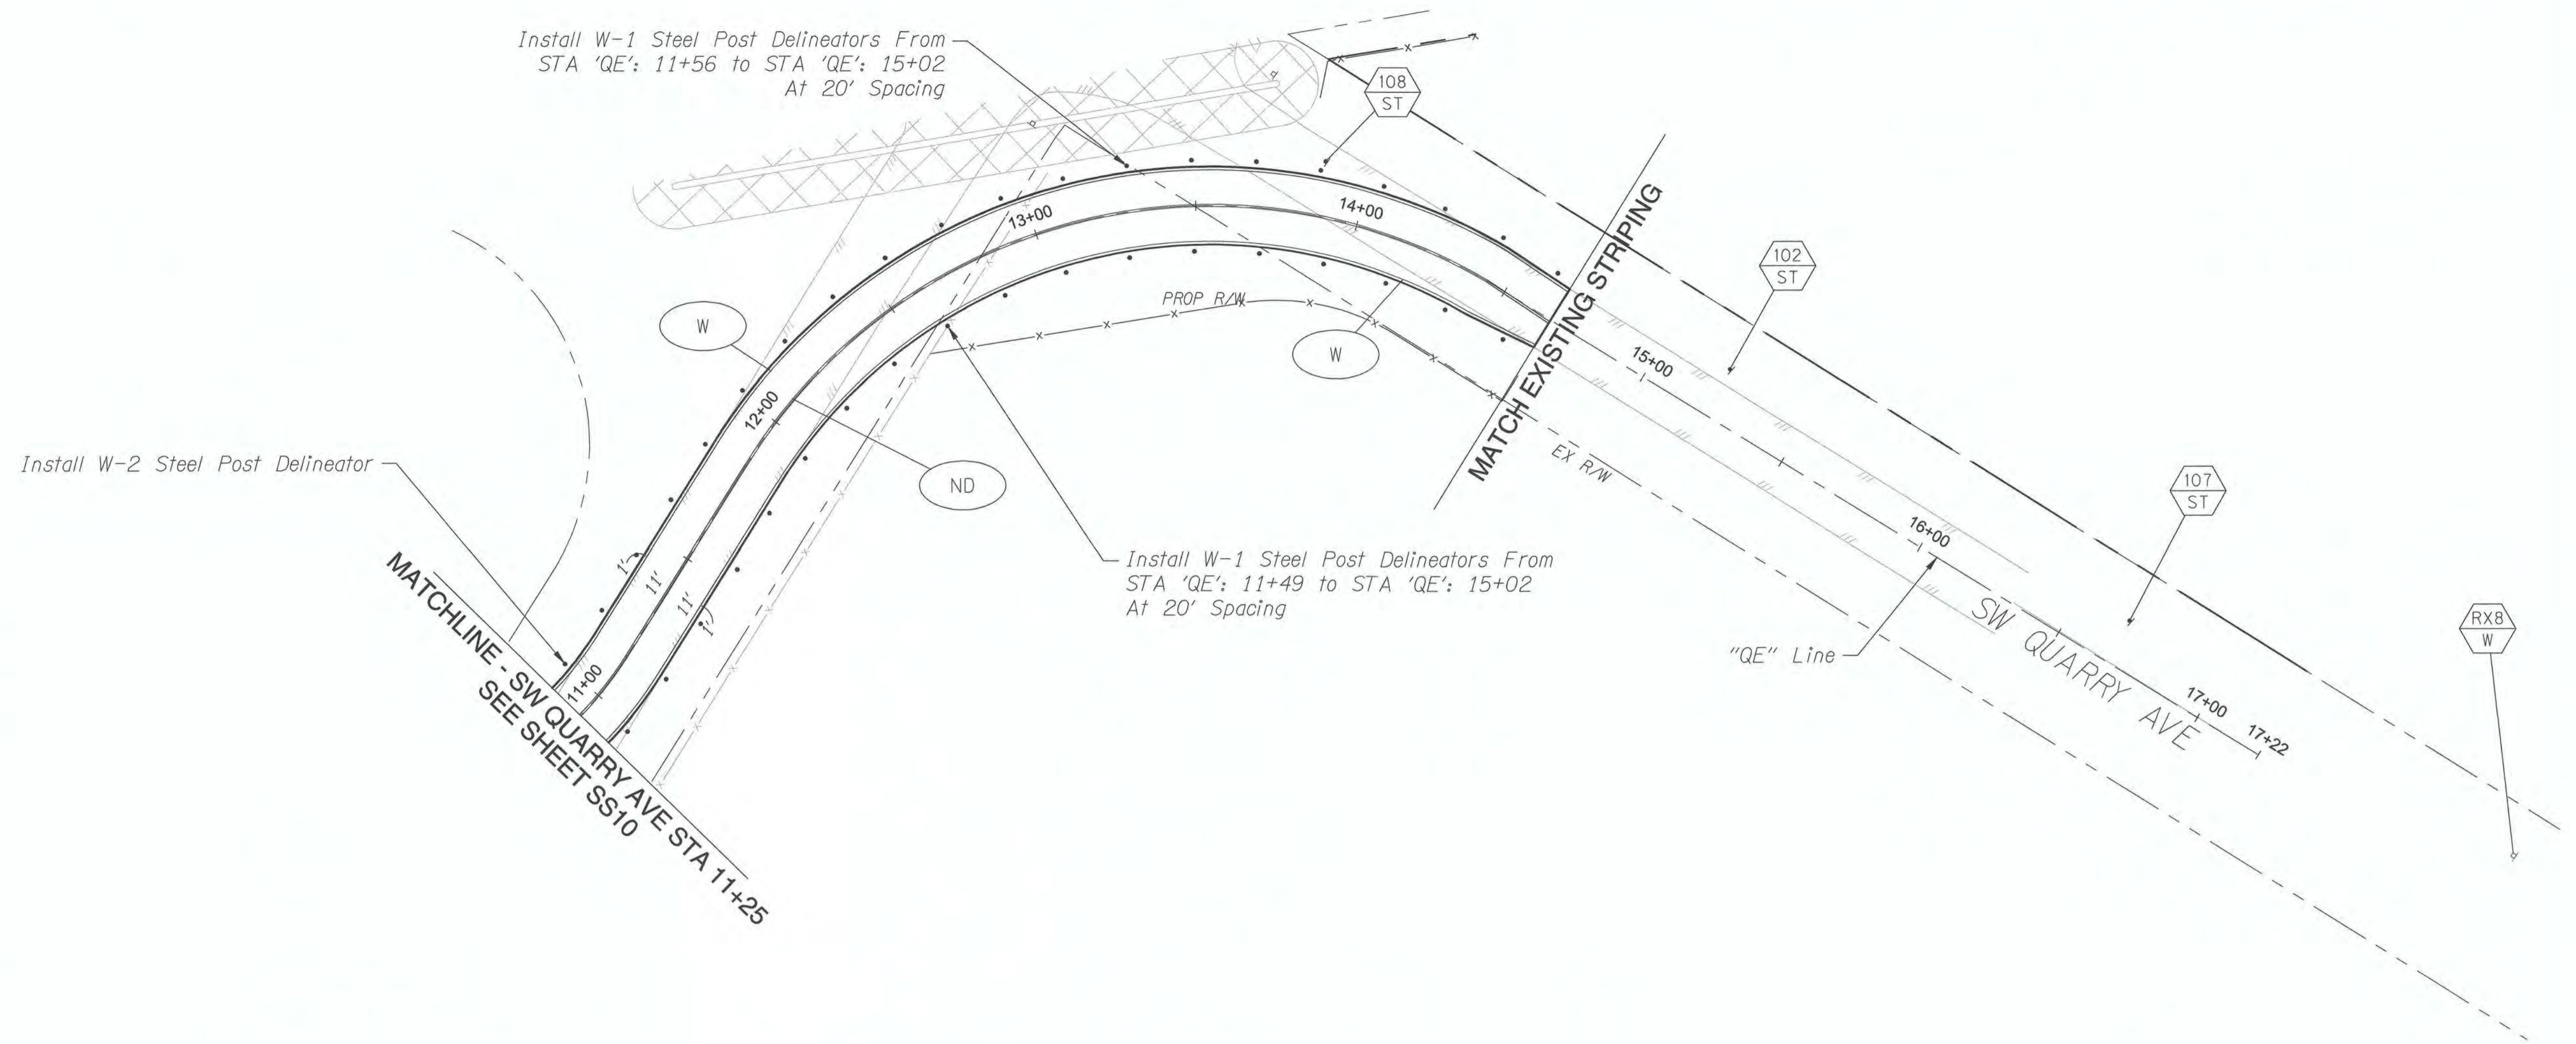 Install W-1 Steel Post Delineators From
STA 'QE': 11+56 to STA 'QE': 15+02
At 20' Spacing
108
ST
13+00
14+00
MATCH EXISTING STRIPING
102
ST
PROP R/W
W
W
15+00
12+00
EX R/W
Install W-2 Steel Post Delineator
ND
107
ST
16+00
Install W-1 Steel Post Delineators From
STA 'QE': 11+49 to STA 'QE': 15+02
At 20' Spacing
1'
11'
11'
1'
"QE" Line
SW QUARRY AVE
RX8
W
11+00
17+00
17+22
MATCHLINE - SW QUARRY AVE STA 11+25
SEE SHEET SS10